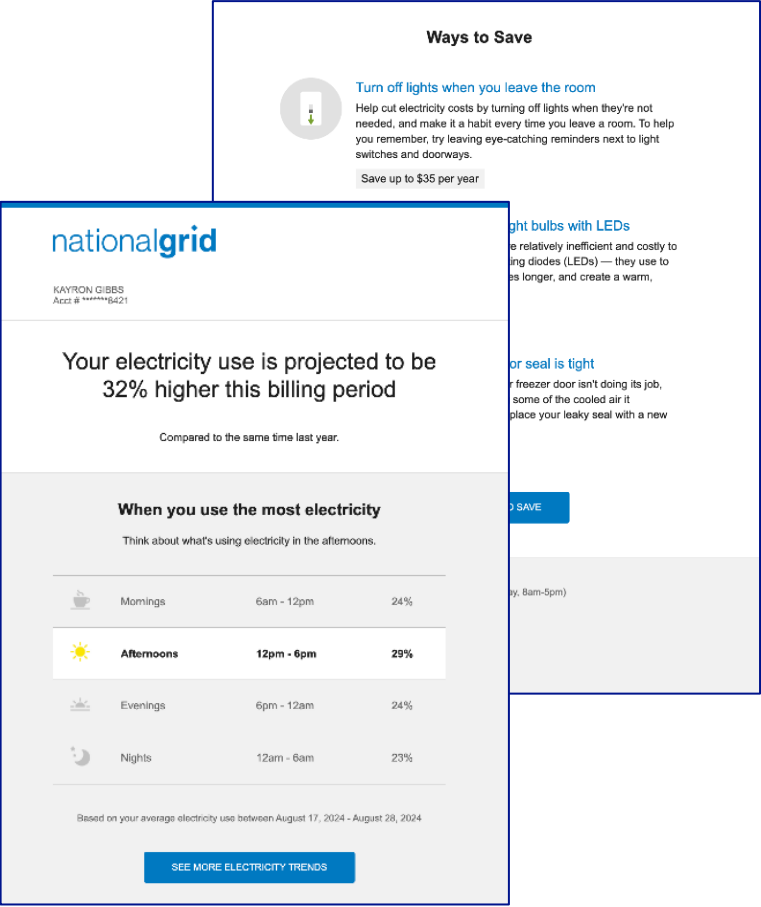 Ways to Save
Turn off lights when you leave the room
Help cut electricity costs by turning off lights when they're not
needed, and make it a habit every time you leave a room. To help
you remember, try leaving eye-catching reminders next to light
switches and doorways.
Save up to $35 per year
ght bulbs with LEDs
re relatively inefficient and costly to
ting diodes (LEDs) — they use to
es longer, and create a warm,
or seal is tight
r freezer door isn't doing its job,
some of the cooled air it
place your leaky seal with a new
O SAVE
ay, 8am-5pm)
nationalgrid
KAYRON GIBBS
Acct # *******6421
Your electricity use is projected to be
32% higher this billing period
Compared to the same time last year.
When you use the most electricity
Think about what's using electricity in the afternoons.
Mornings 6am - 12pm 24%
Afternoons 12pm - 6pm 29%
Evenings 6pm - 12am 24%
Nights 12am - 6am 23%
Based on your average electricity use between August 17, 2024 - August 28, 2024
SEE MORE ELECTRICITY TRENDS